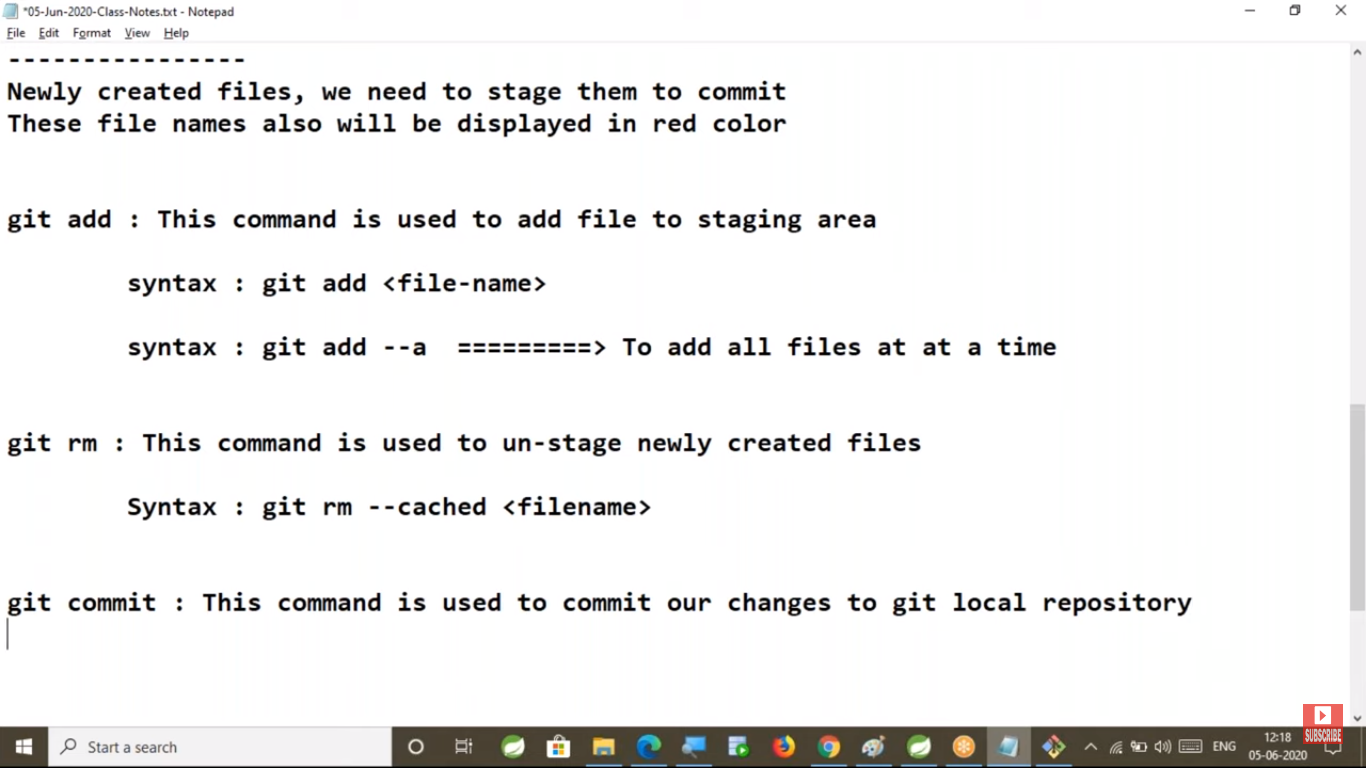 *05-Jun-2020-Class-Notes.txt - Notepad
File Edit Format View Help
----------------
Newly created files, we need to stage them to commit
These file names also will be displayed in red color
git add : This command is used to add file to staging area
syntax : git add <file-name>
syntax : git add --a =========> To add all files at at a time
git rm : This command is used to un-stage newly created files
Syntax : git rm --cached <filename>
git commit : This command is used to commit our changes to git local repository
SUBSCRIBE
Start a search
ENG
12:18
05-06-2020